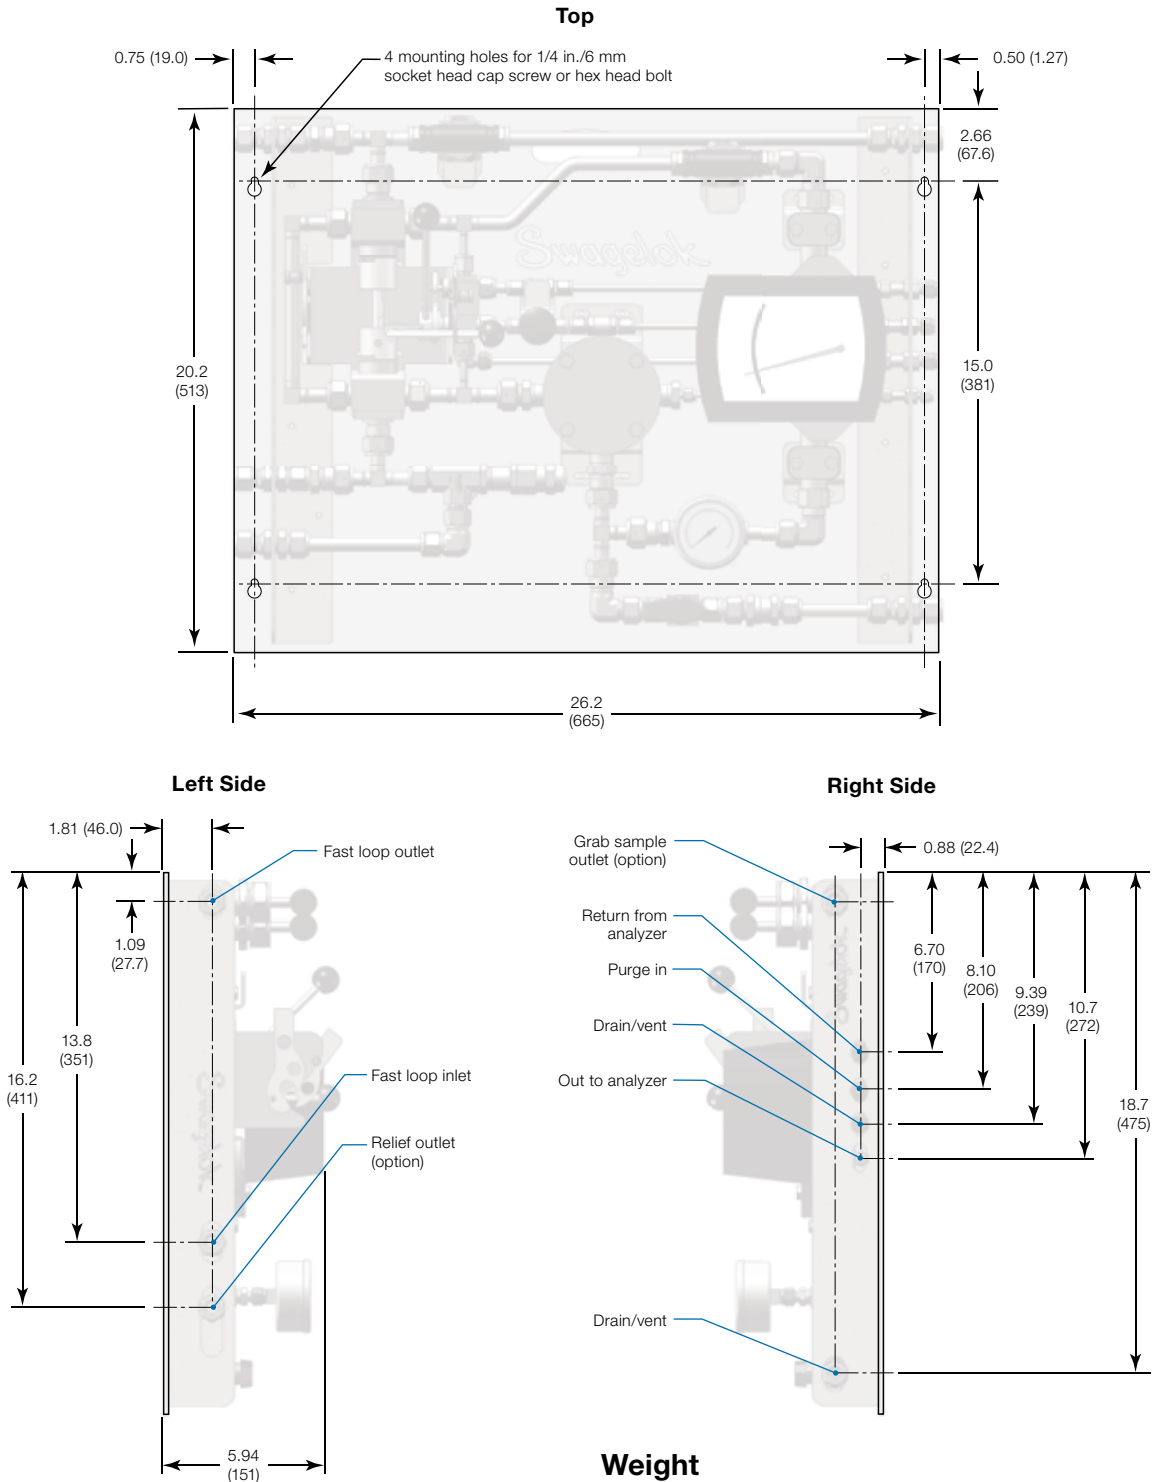 Top
0.75 (19.0)
4 mounting holes for 1/4 in./6 mm
socket head cap screw or hex head bolt
0.50 (1.27)
2.66
(67.6)
Swagelok
20.2
(513)
15.0
(381)
26.2
(665)
Left Side
1.81 (46.0)
Fast loop outlet
1.09
(27.7)
13.8
(351)
16.2
(411)
Fast loop inlet
Relief outlet
(option)
Swagelok
5.94
(151)
Right Side
Grab sample
outlet (option)
0.88 (22.4)
Return from
analyzer
Purge in
Drain/vent
Out to analyzer
6.70
(170)
8.10
(206)
9.39
(239)
10.7
(272)
18.7
(475)
Swagelok
Drain/vent
Weight